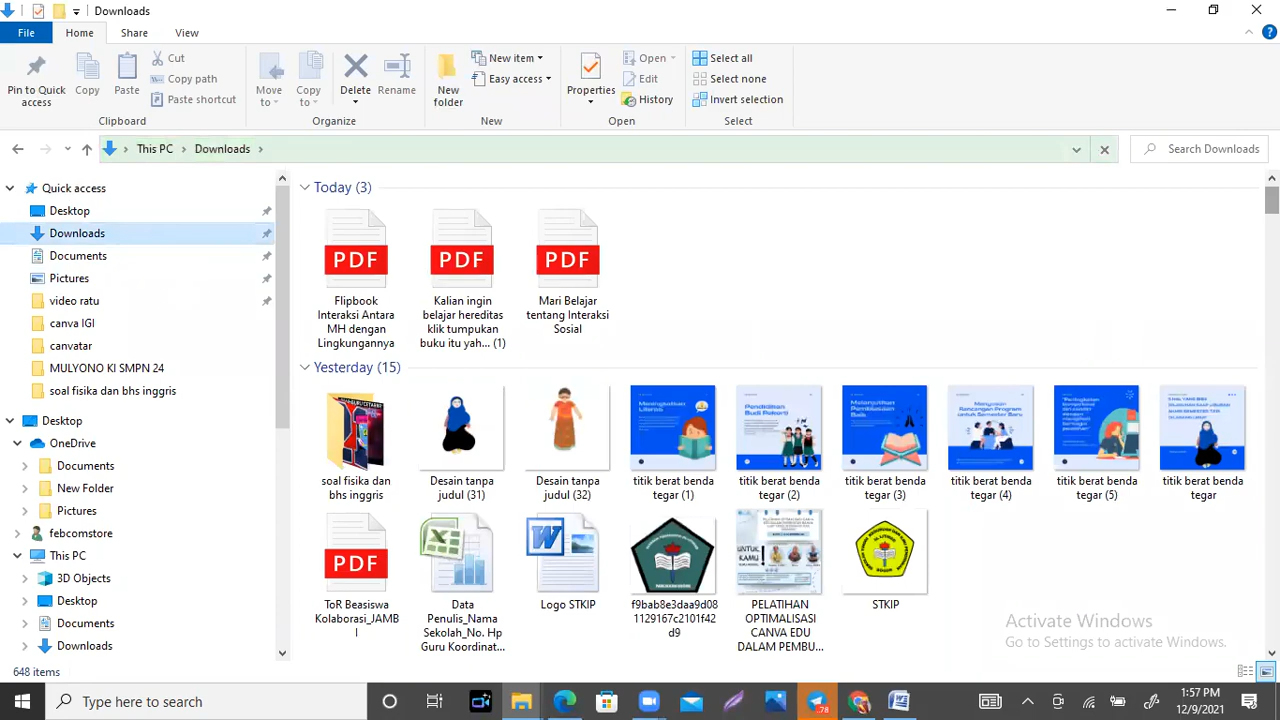 Downloads
File
Home
Share
View
Pin to Quick access
Copy
Paste
Cut
Copy path
Paste shortcut
Clipboard
Move to
Copy to
Delete
Rename
Organize
New folder
New item
Easy access
New
Properties
Open
Edit
History
Open
Select all
Select none
Invert selection
Select
This PC > Downloads >
Search Downloads
Quick access
Desktop
Downloads
Documents
Pictures
video ratu
canva IGI
canvatar
MULYONO KI SMPN 24
soal fisika dan bhs inggris
Desktop
OneDrive
Documents
New Folder
Pictures
febcomstore
This PC
3D Objects
Desktop
Documents
Downloads
Today (3)
PDF
PDF
PDF
Flipbook
Interaksi Antara
MH dengan
Lingkungannya
Kalian ingin
belajar hereditas
klik tumpukan
buku itu yah... (1)
Mari Belajar
tentang Interaksi
Sosial
Yesterday (15)
soal fisika dan
bhs inggris
Desain tanpa
judul (31)
Desain tanpa
judul (32)
titik berat benda
tegar (1)
titik berat benda
tegar (2)
titik berat benda
tegar (3)
titik berat benda
tegar (4)
titik berat benda
tegar (5)
titik berat benda
tegar
PDF
ToR Beasiswa
Kolaborasi_JAMB
I
Data
Penulis_Nama
Sekolah_No. Hp
Guru Koordinat...
Logo STKIP
f9bab8e3daa9d08
1129167c2101f42
d9
PELATIHAN
OPTIMALISASI
CANVA EDU
DALAM PEMBU...
STKIP
Activate Windows
Go to Settings to activate Windows.
648 items
Type here to search
78
1:57 PM
12/9/2021